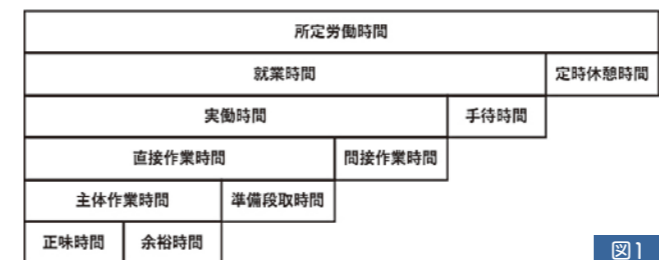 所定労働時間
就業時間 定時休憩時間
実働時間 手待時間
直接作業時間 間接作業時間
主体作業時間 準備段取時間
正味時間 余裕時間
図1